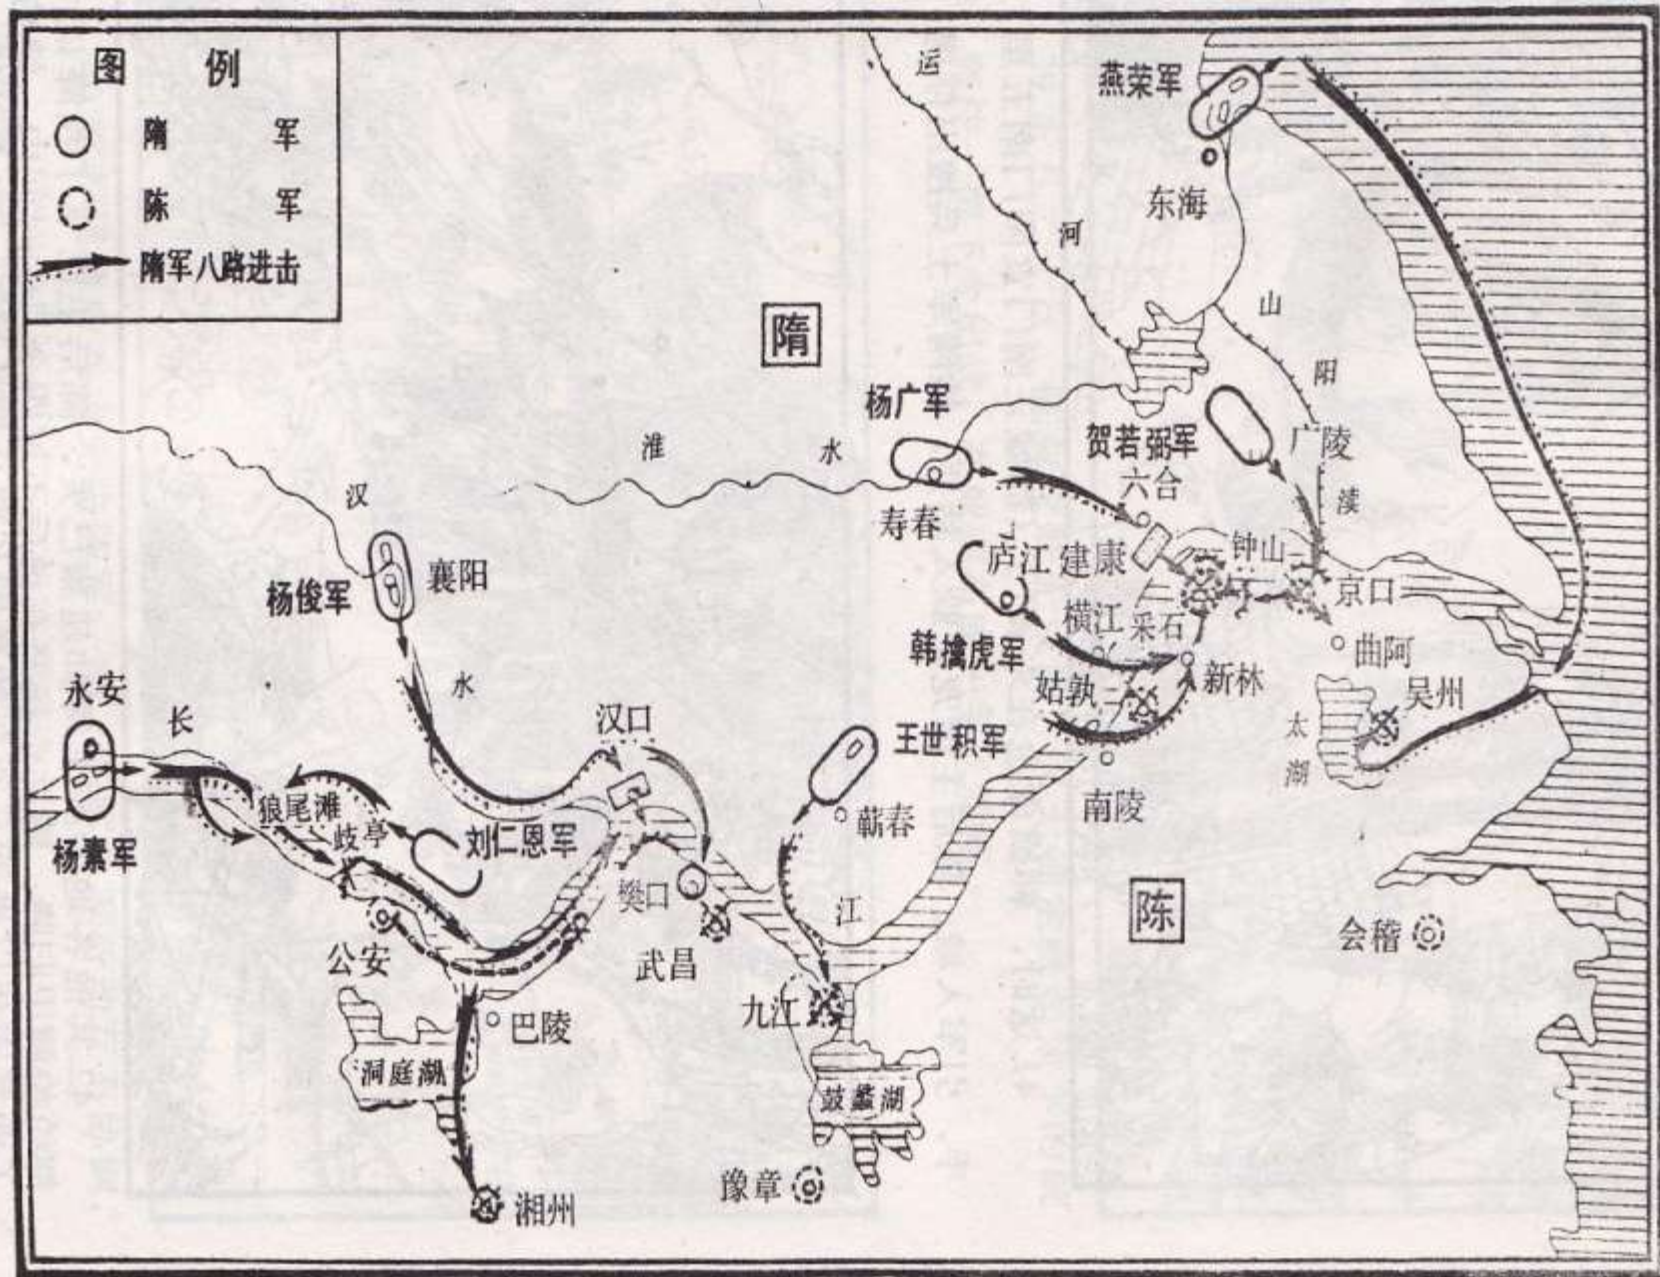 图 例
隋 军
陈 军
隋军八路进击
运
河
燕荣军
东海
山
阳
渎
隋
杨广军
淮
水
寿春
贺若弼军
六合
广陵
汉
水
襄阳
杨俊军
庐江
建康
钟山
京口
横江
采石
韩擒虎军
曲阿
姑孰
新林
吴州
太
湖
永安
长
汉口
王世积军
南陵
狼尾滩
蕲春
杨素军
歧亭
刘仁恩军
樊口
江
陈
会稽
公安
武昌
九江
巴陵
洞庭湖
鼓蠡湖
豫章
湘州